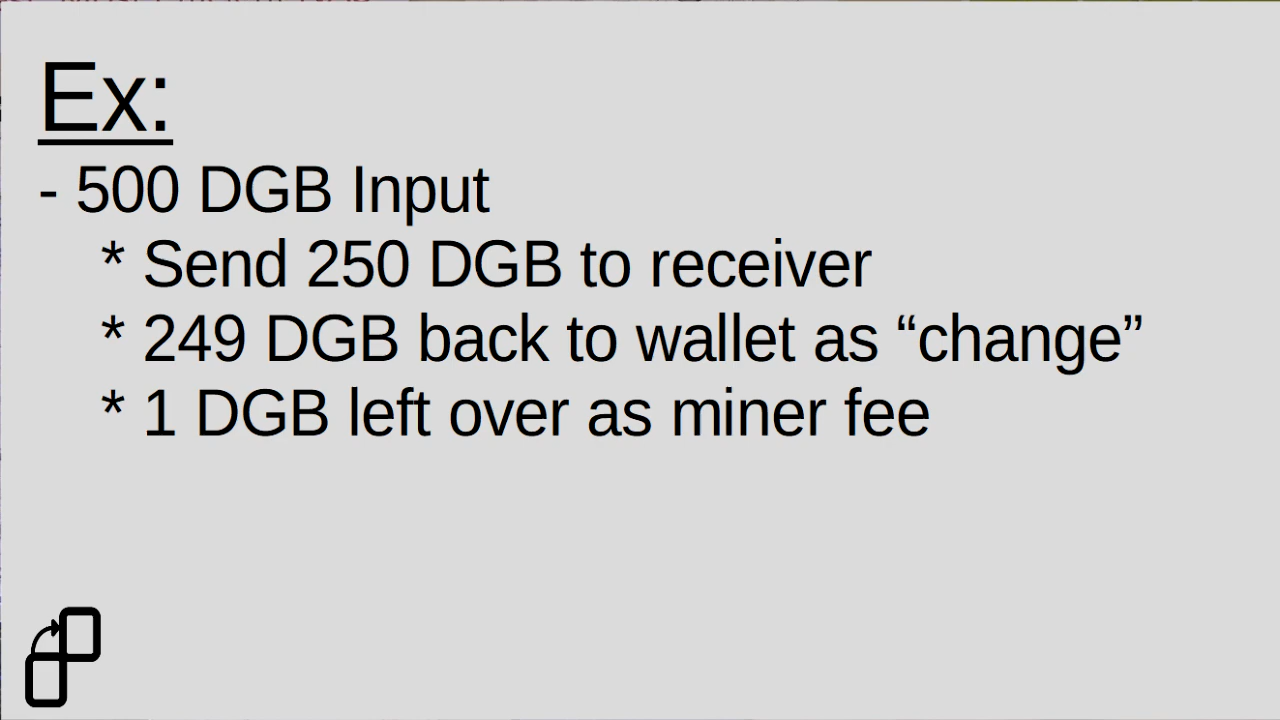 Ex:
- 500 DGB Input
* Send 250 DGB to receiver
* 249 DGB back to wallet as “change”
* 1 DGB left over as miner fee